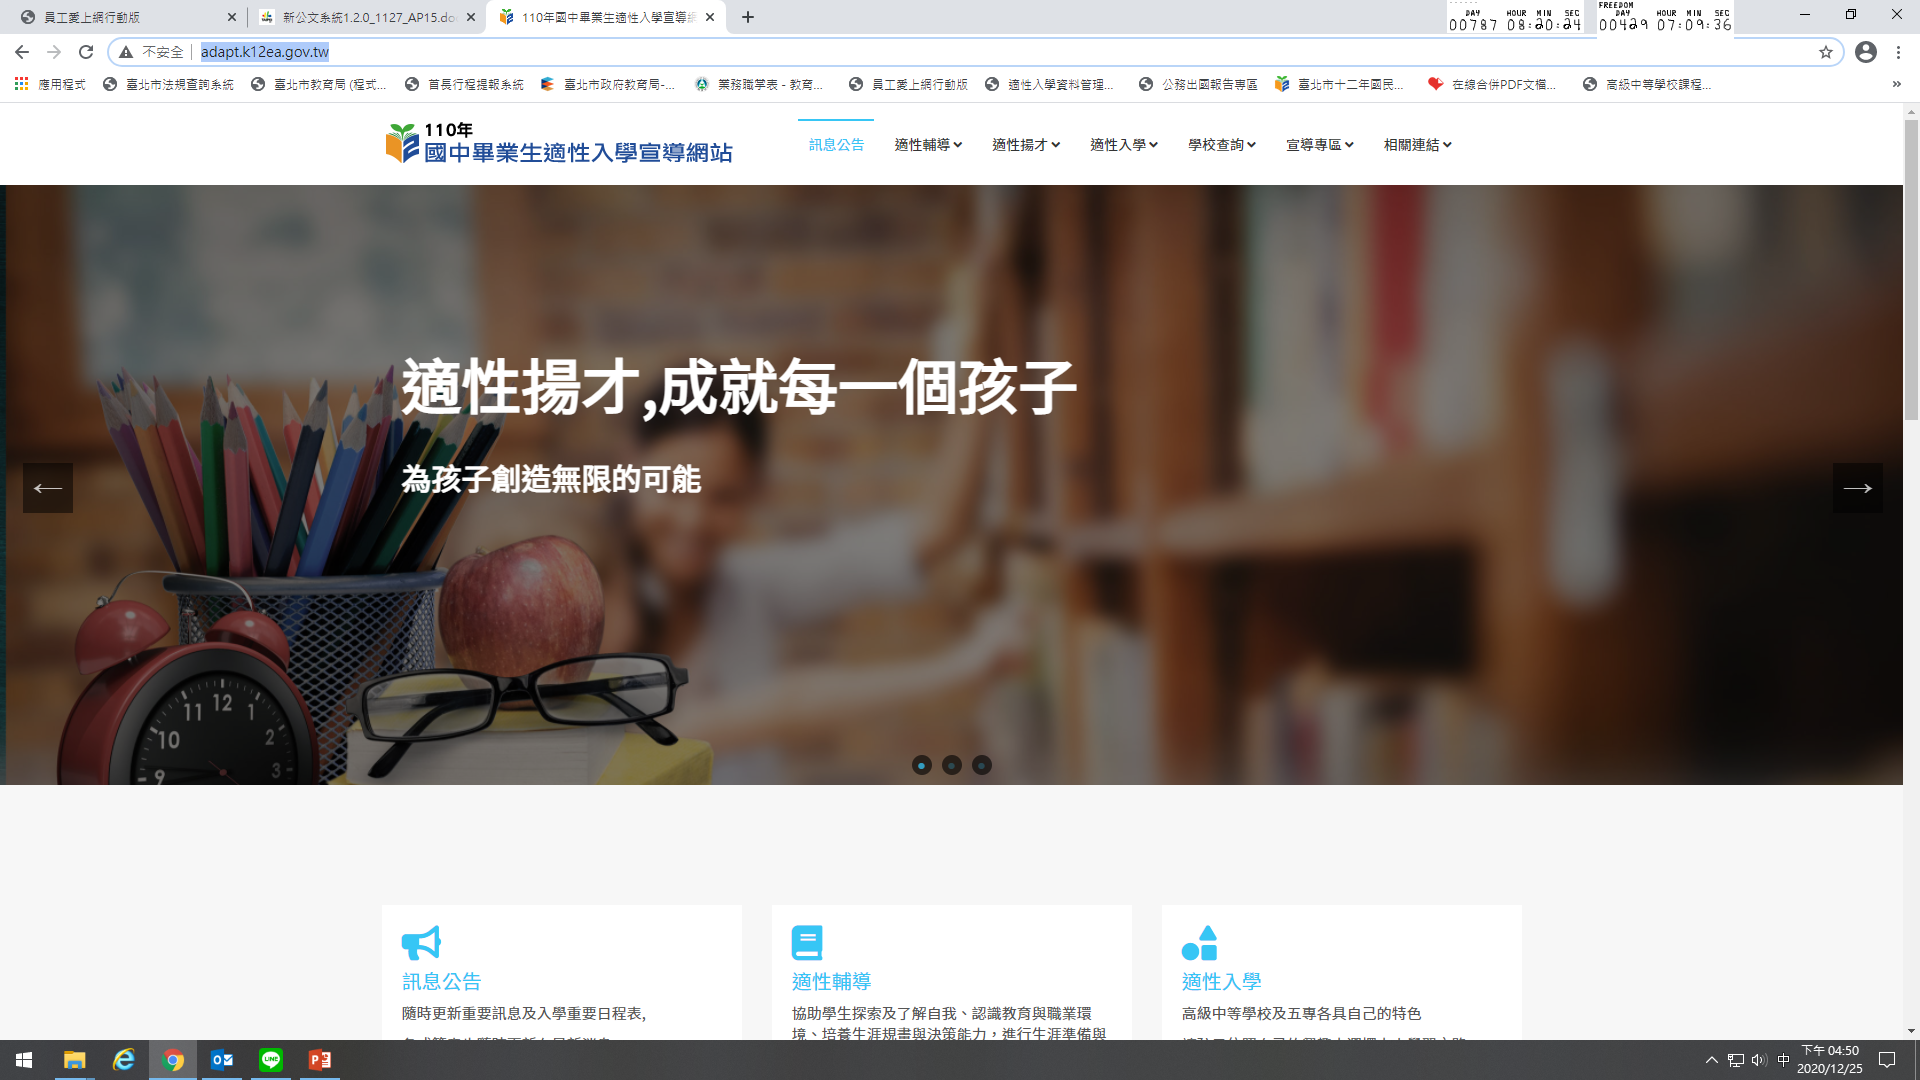 員工愛上網行動版
新公文系統1.2.0_1127_AP15.do
110年國中畢業生適性入學宣導網
DAY HOUR MIN SEC
00787 08:20:24
FREEDOM
DAY HOUR MIN SEC
00429 07:09:36
不安全 adapt.k12ea.gov.tw
應用程式 臺北市法規查詢系統 臺北市教育局 (程式... 首長行程提報系統 臺北市政府教育局-... 業務職掌表 - 教育... 員工愛上網行動版 適性入學資料管理... 公務出國報告專區 臺北市十二年國民... 在線合併PDF文檔... 高級中等學校課程... »
110年
國中畢業生適性入學宣導網站
訊息公告 適性輔導 適性揚才 適性入學 學校查詢 宣導專區 相關連結
適性揚才,成就每一個孩子
為孩子創造無限的可能
12
11 1
10 2
9 3
訊息公告
隨時更新重要訊息及入學重要日程表,
適性輔導
協助學生探索及了解自我、認識教育與職業環
境、培養生涯規畫與決策能力，進行生涯準備與
適性入學
高級中等學校及五專各具自己的特色
中
下午 04:50
2020/12/25